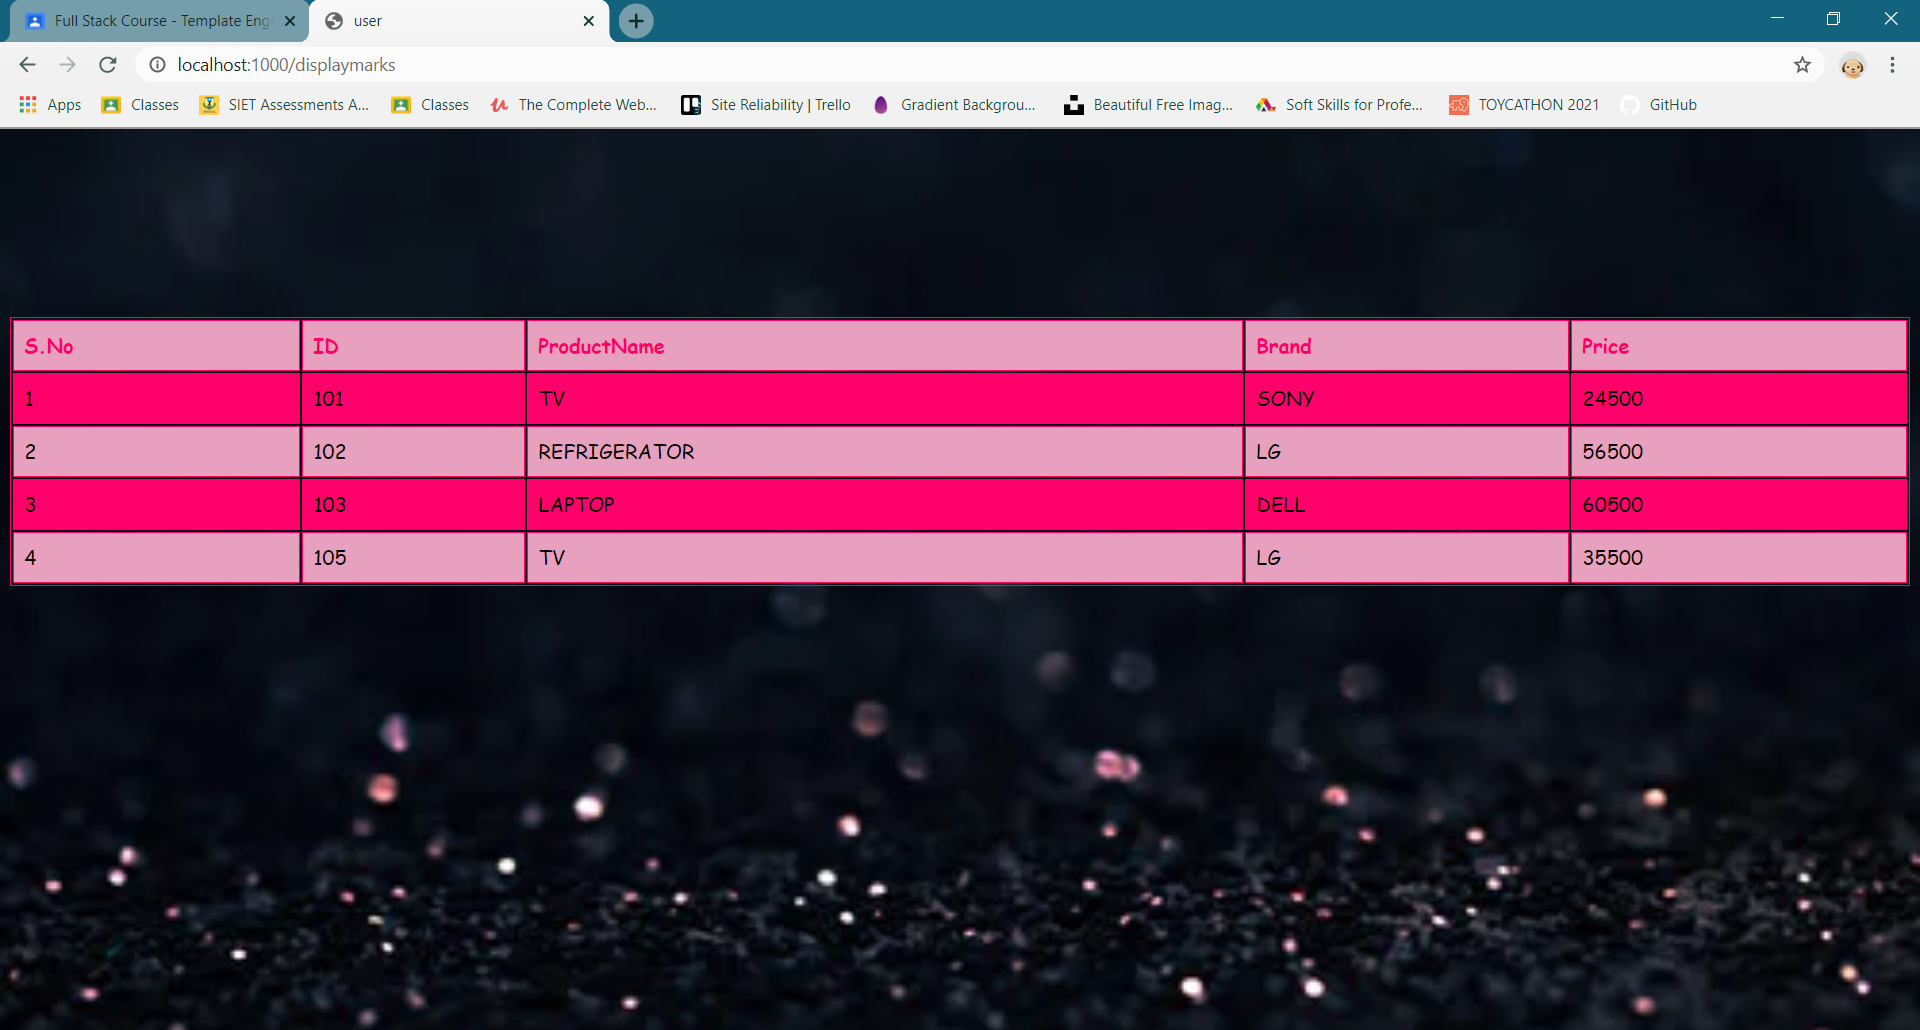 Full Stack Course - Template Eng
user
localhost:1000/displaymarks
Apps Classes SIET Assessments A... Classes The Complete Web... Site Reliability | Trello Gradient Backgrou... Beautiful Free Imag... Soft Skills for Profe... TOYCATHON 2021 GitHub
S.No ID ProductName Brand Price
1 101 TV SONY 24500
2 102 REFRIGERATOR LG 56500
3 103 LAPTOP DELL 60500
4 105 TV LG 35500